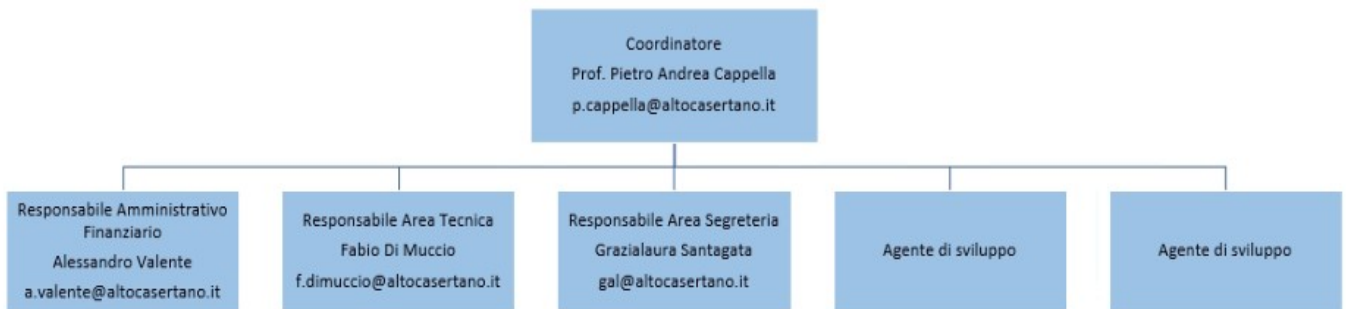 Coordinatore
Prof. Pietro Andrea Cappella
p.cappella@altocasertano.it
Responsabile Amministrativo
Finanziario
Alessandro Valente
a.valente@altocasertano.it
Responsabile Area Tecnica
Fabio Di Muccio
f.dimuccio@altocasertano.it
Responsabile Area Segreteria
Grazialaura Santagata
gal@altocasertano.it
Agente di sviluppo
Agente di sviluppo